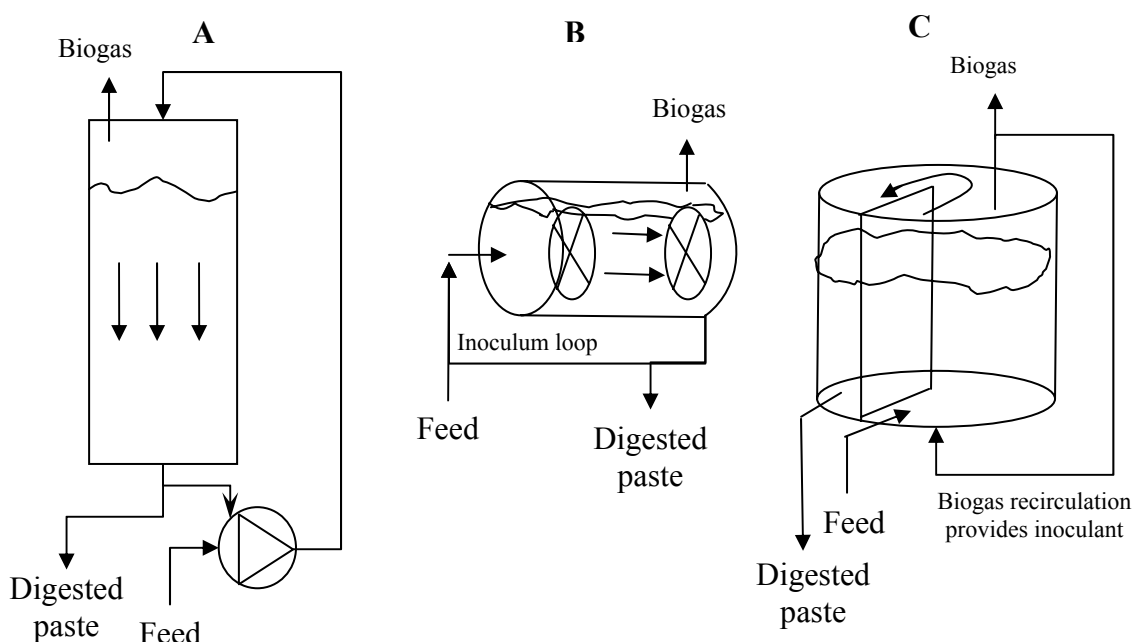 A
Biogas
Digested
paste
Feed
B
Biogas
Inoculum loop
Feed
Digested
paste
C
Biogas
Biogas recirculation
provides inoculant
Feed
Digested
paste